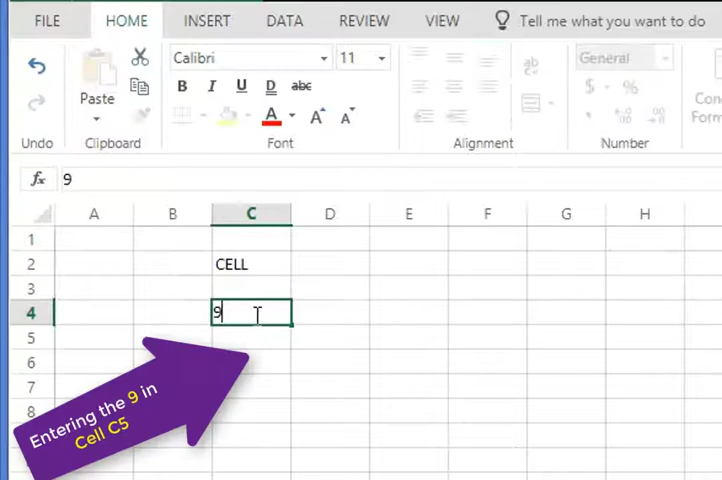 FILE HOME INSERT DATA REVIEW VIEW Tell me what you want to do
Calibri 11 General
B I U D abc A A A ab $ %
Paste
Undo Clipboard Font Alignment Number
fx 9
A B C D E F G H
1
2 CELL
3
4 9
5
6
7
8
Entering the 9 in
Cell C5